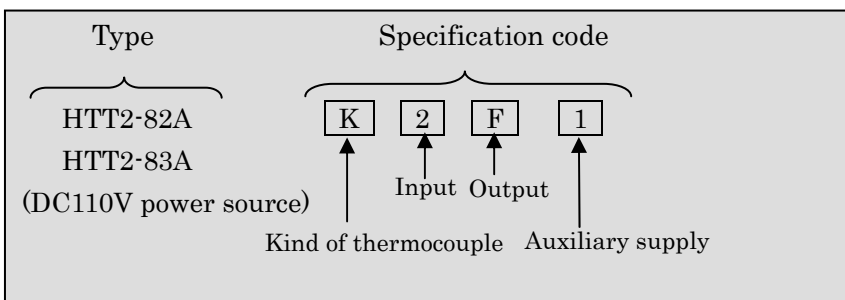 Type Specification code
HTT2-82A K 2 F 1
HTT2-83A
(DC110V power source) Input Output
Kind of thermocouple Auxiliary supply